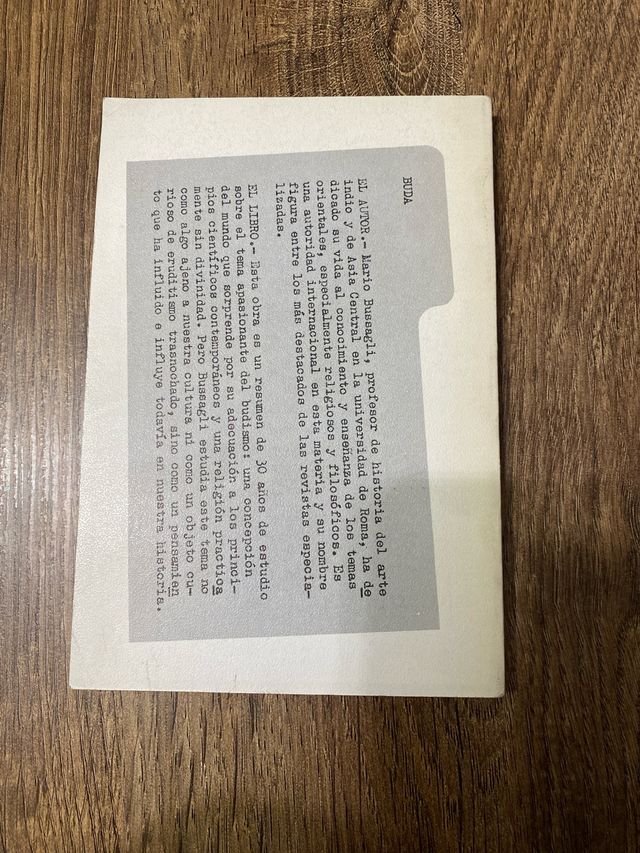 BUDA
EL AUTOR.- Mario Bussagli, profesor de historia del arte
indio y de Asia Central en la universidad de Roma, ha de
dicado su vida al conocimiento y enseñanza de los temas
orientales, especialmente religiosos y filosóficos. Es
una autoridad internacional en esta materia y su nombre
figura entre los más destacados de las revistas especia-
lizadas.
EL LIBRO.- Esta obra es un resumen de 30 años de estudio
sobre el tema apasionante del budismo: una concepción
del mundo que sorprende por su adecuación a los princi-
pios científicos contemporáneos y una religión practica
mente sin divinidad. Pero Bussagli estudia este tema no
como algo ajeno a nuestra cultura ni como un objeto cu-
rioso de eruditismo trasnochado, sino como un pensamien
to que ha influido e influye todavía en nuestra historia.